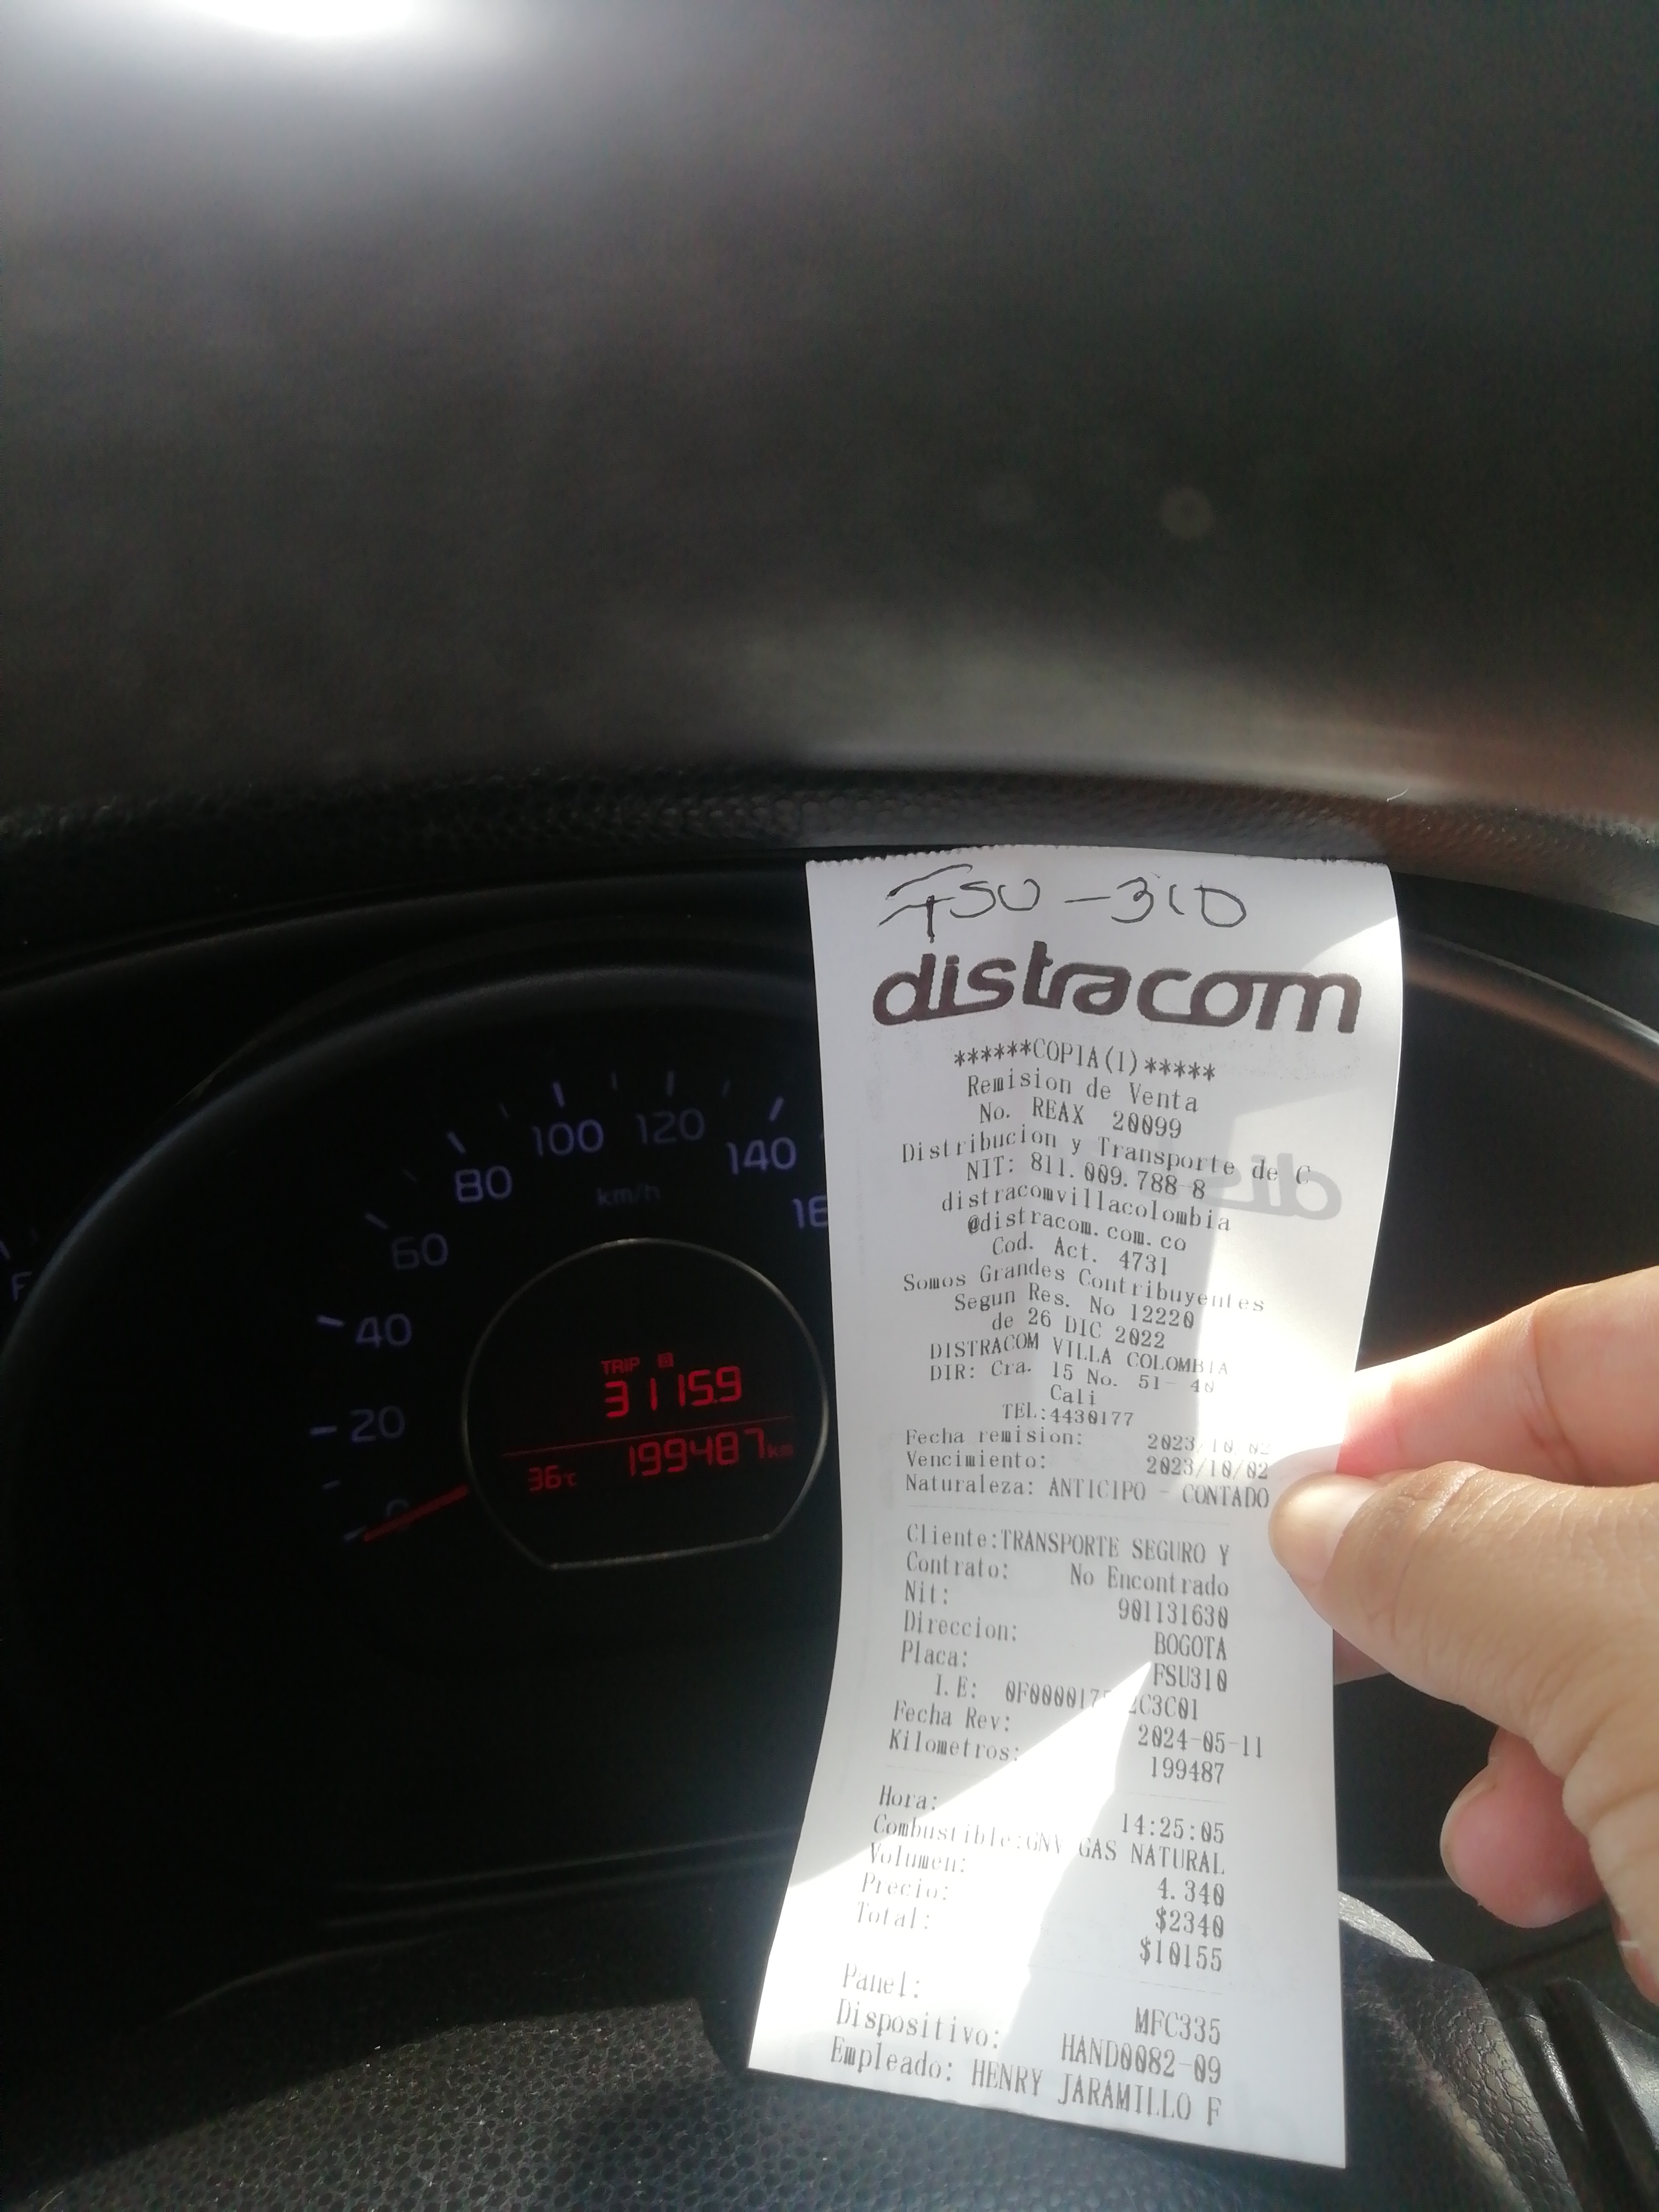 FSU-310
distracom
******COPIA(1)*****
Remision de Venta
No. REAX 20099
Distribucion y Transporte de C
NIT: 811.009.788-8
distracomvillacolombia
@distracom.com.co
Cod. Act. 4731
Somos Grandes Contribuyentes
Segun Res. No 12220
de 26 DIC 2022
DISTRACOM VILLA COLOMBIA
DIR: Cra. 15 No. 51- 40
Cali
TEL:4430177
Fecha remision: 2023/10/02
Vencimiento: 2023/10/02
Naturaleza: ANTICIPO - CONTADO
Cliente:TRANSPORTE SEGURO Y
Contrato: No Encontrado
Nit: 901131630
Direccion: BOGOTA
Placa: FSU310
I.E:
Fecha Rev: 2024-05-11
Kilometros: 199487
Hora: 14:25:05
Combustible:GNV GAS NATURAL
Volumen: 4.340
Precio: $2340
Total: $10155
Panel: MFC335
Dispositivo: HAND0082-09
Empleado: HENRY JARAMILLO F
0
20
40
60
80
100
120
140
km/h
TRIP B
3115.9
36°C 199487km